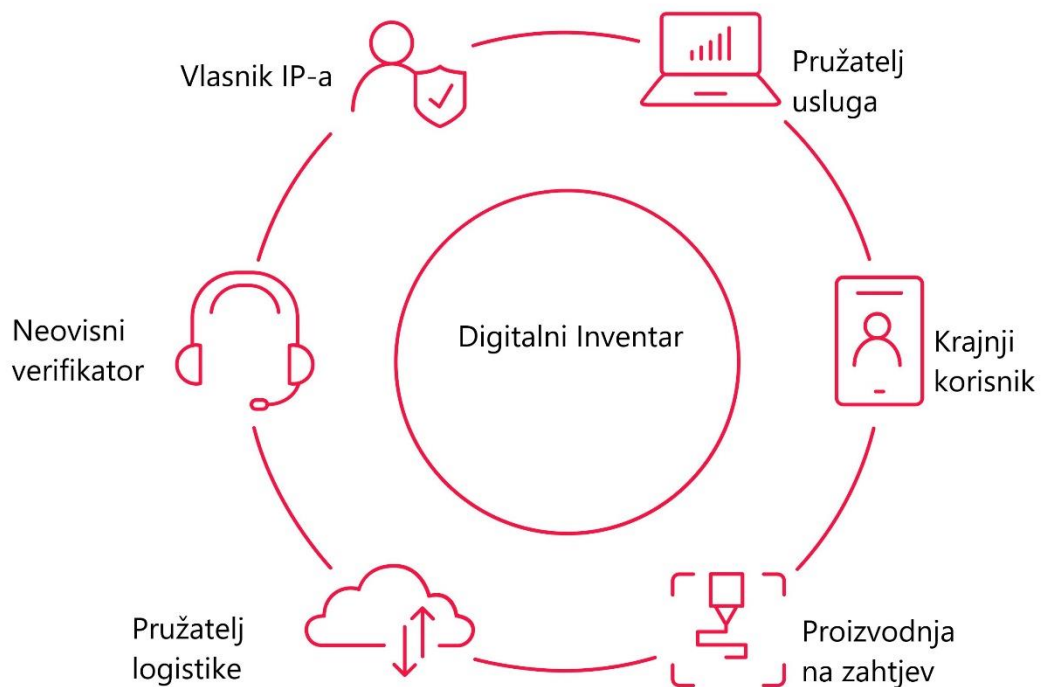 Vlasnik IP-a
Pružatelj
usluga
Neovisni
verifikator
Digitalni Inventar
Krajnji
korisnik
Pružatelj
logistike
Proizvodnja
na zahtjev